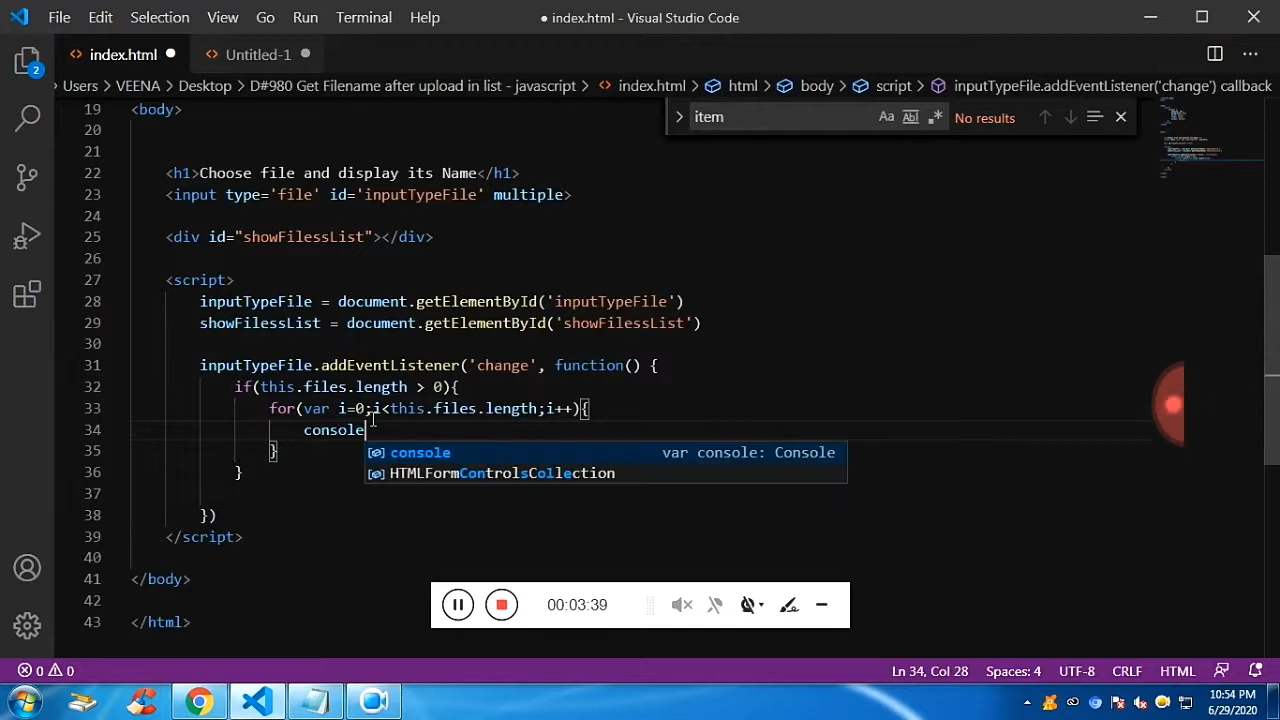 File Edit Selection View Go Run Terminal Help ● index.html - Visual Studio Code
index.html Untitled-1
Users VEENA Desktop D#980 Get Filename after upload in list - javascript index.html html body script inputTypeFile.addEventListener('change') callback
item Aa Abl No results
19 <body>
20
21
22 <h1>Choose file and display its Name</h1>
23 <input type='file' id='inputTypeFile' multiple>
24
25 <div id="showFilessList"></div>
26
27 <script>
28 inputTypeFile = document.getElementById('inputTypeFile')
29 showFilessList = document.getElementById('showFilessList')
30
31 inputTypeFile.addEventListener('change', function() {
32 if(this.files.length > 0){
33 for(var i=0;i<this.files.length;i++){
34 console
console var console: Console
35 }
HTMLFormControlsCollection
36 }
37
38 })
39 </script>
40
41 </body>
42
43 </html>
2
00:03:39
0 0 Ln 34, Col 28 Spaces: 4 UTF-8 CRLF HTML
10:54 PM
6/29/2020